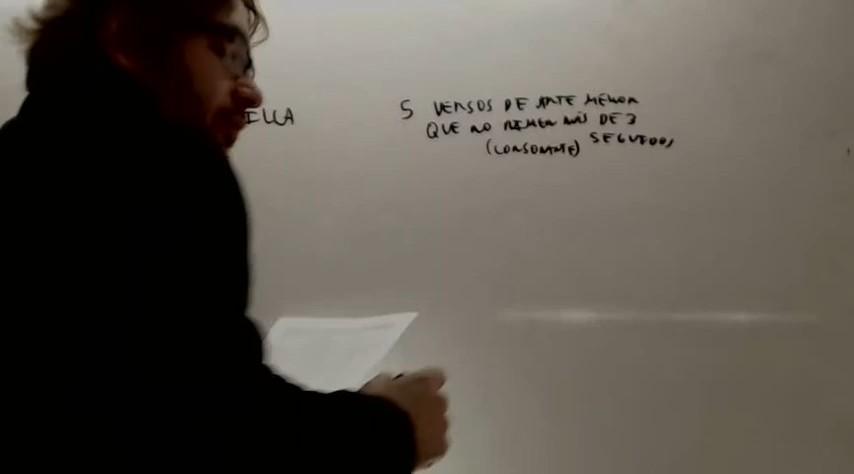 ILLA
5 VERSOS DE ARTE MENOR
QUE NO RIMEN MÁS DE 3
(CONSONANTE) SEGUIDOS